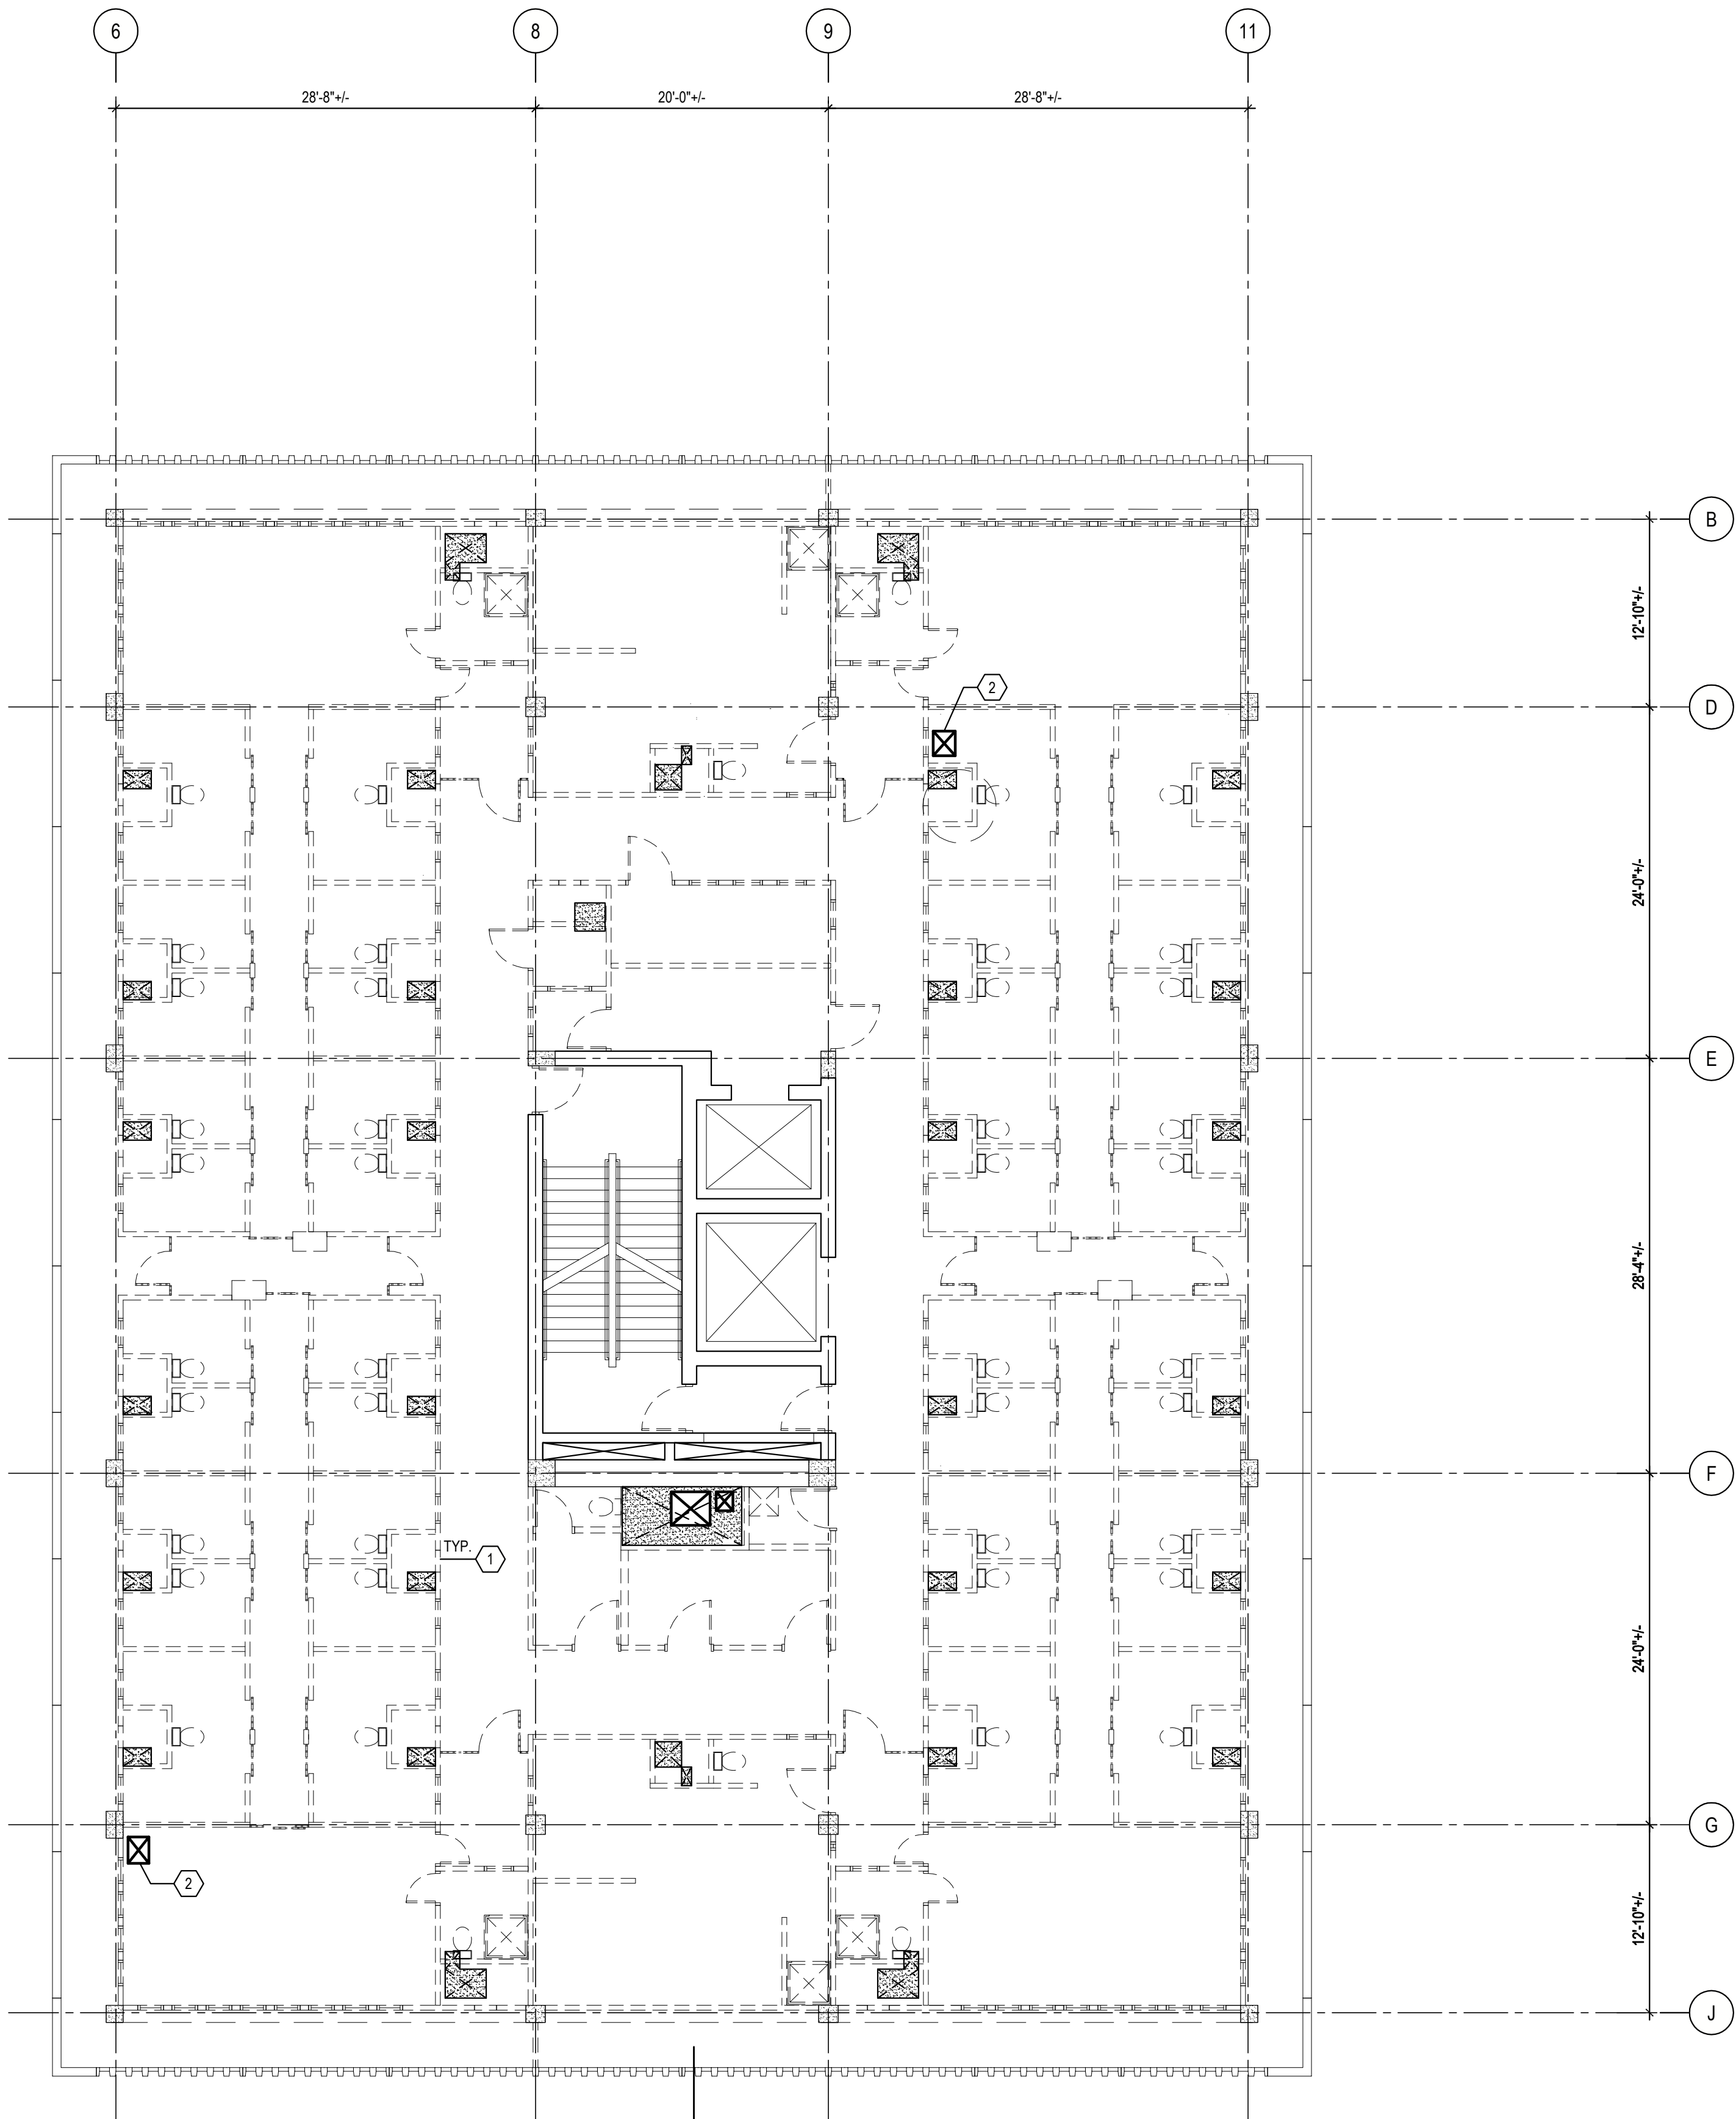 6
8
9
11
28'-8"+/-
20'-0"+/-
28'-8"+/-
B
12'-10"+/-
2
D
24'-0"+/-
E
28'-4"+/-
F
TYP.
1
24'-0"+/-
G
2
12'-10"+/-
J